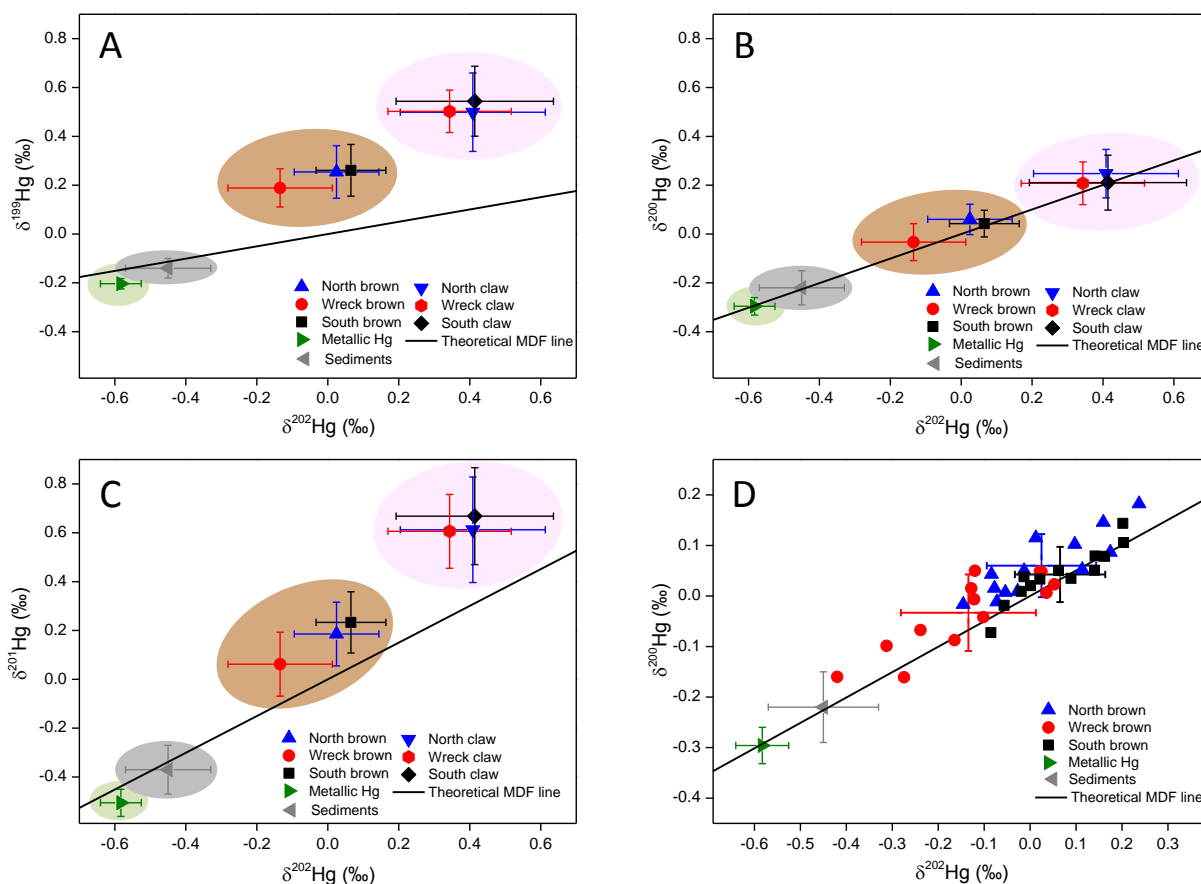 A
δ199Hg (‰)
0.8
0.6
0.4
0.2
0.0
-0.2
-0.4
-0.6 -0.4 -0.2 0.0 0.2 0.4 0.6
δ202Hg (‰)
North brown North claw
Wreck brown Wreck claw
South brown South claw
Metallic Hg Theoretical MDF line
Sediments
B
δ200Hg (‰)
0.8
0.6
0.4
0.2
0.0
-0.2
-0.4
-0.6 -0.4 -0.2 0.0 0.2 0.4 0.6
δ202Hg (‰)
North brown North claw
Wreck brown Wreck claw
South brown South claw
Metallic Hg Theoretical MDF line
Sediments
C
δ201Hg (‰)
0.8
0.6
0.4
0.2
0.0
-0.2
-0.4
-0.6 -0.4 -0.2 0.0 0.2 0.4 0.6
δ202Hg (‰)
North brown North claw
Wreck brown Wreck claw
South brown South claw
Metallic Hg Theoretical MDF line
Sediments
D
δ200Hg (‰)
0.2
0.1
0.0
-0.1
-0.2
-0.3
-0.4
-0.6 -0.5 -0.4 -0.3 -0.2 -0.1 0.0 0.1 0.2 0.3
δ202Hg (‰)
North brown
Wreck brown
South brown
Metallic Hg
Sediments
Theoretical MDF line